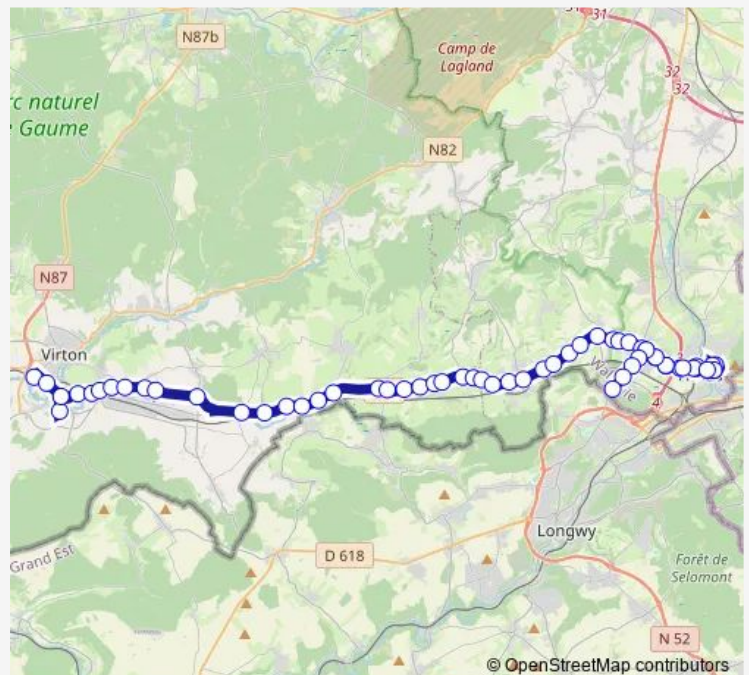 31
31
N87b
Camp de
Lagland
32
32
rc naturel
Gaume
N82
N87
Virton
4
Longwy
D 618
Grand Est
Forêt de
Selomont
N 52
© OpenStreetMap contributors